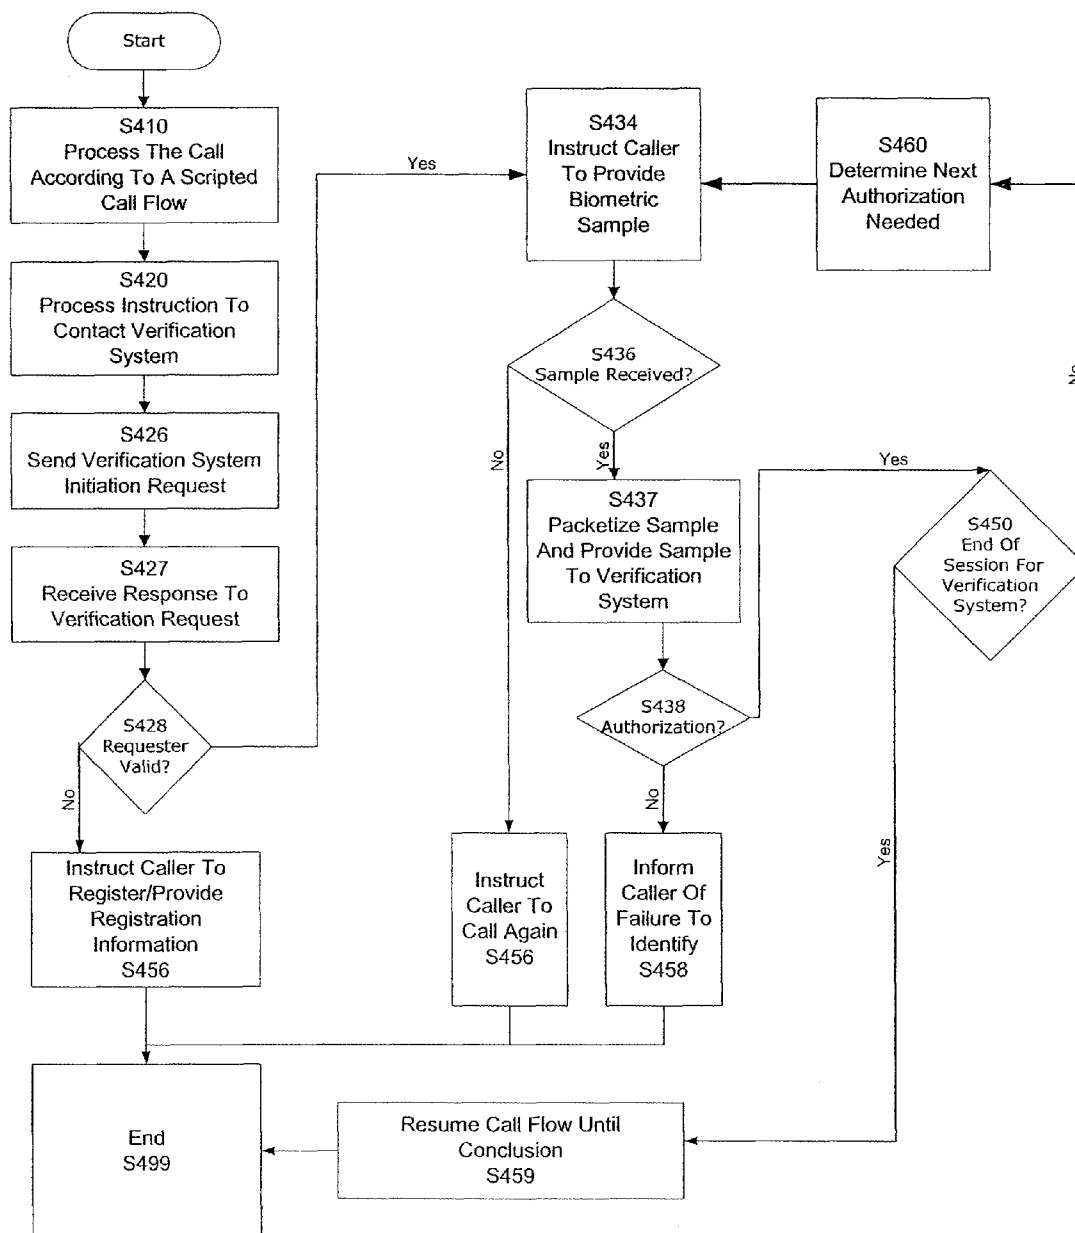 Start
S410
Process The Call
According To A Scripted
Call Flow
S420
Process Instruction To
Contact Verification
System
S426
Send Verification System
Initiation Request
S427
Receive Response To
Verification Request
S428
Requester
Valid?
No
Yes
Instruct Caller To
Register/Provide
Registration
Information
S456
End
S499
S434
Instruct Caller
To Provide
Biometric
Sample
S436
Sample Received?
No
Yes
S437
Packetize Sample
And Provide Sample
To Verification
System
S438
Authorization?
No
Yes
Instruct
Caller To
Call Again
S456
Inform
Caller Of
Failure To
Identify
S458
S460
Determine Next
Authorization
Needed
No
S450
End Of
Session For
Verification
System?
Yes
Resume Call Flow Until
Conclusion
S459